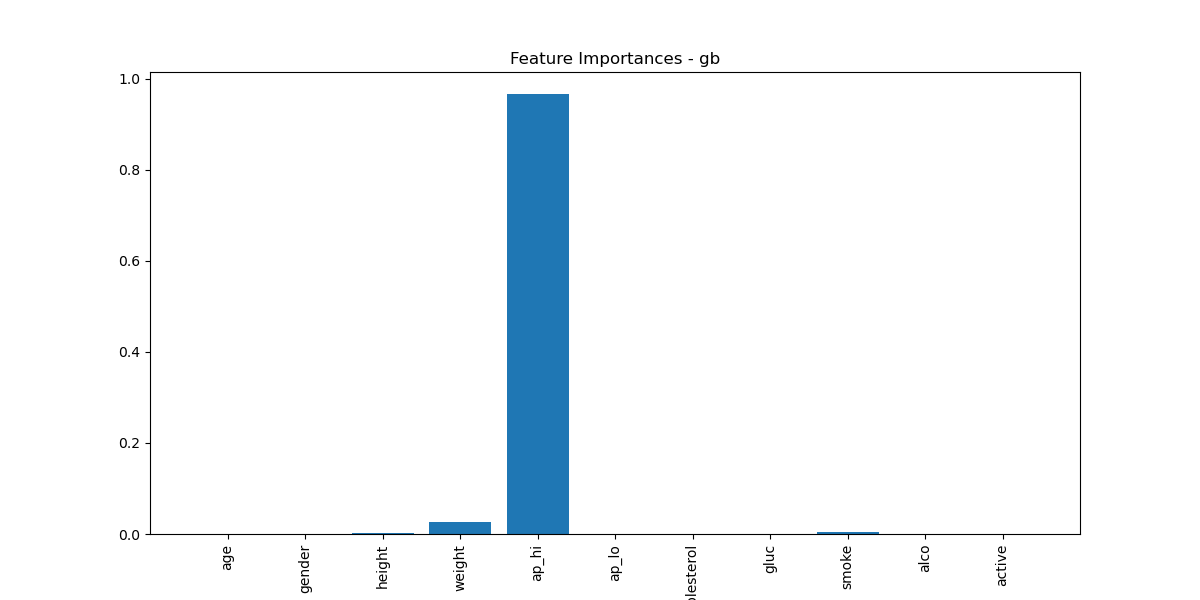 Feature Importances - gb
1.0
0.8
0.6
0.4
0.2
0.0
age
gender
height
weight
ap_hi
ap_lo
olesterol
gluc
smoke
alco
active